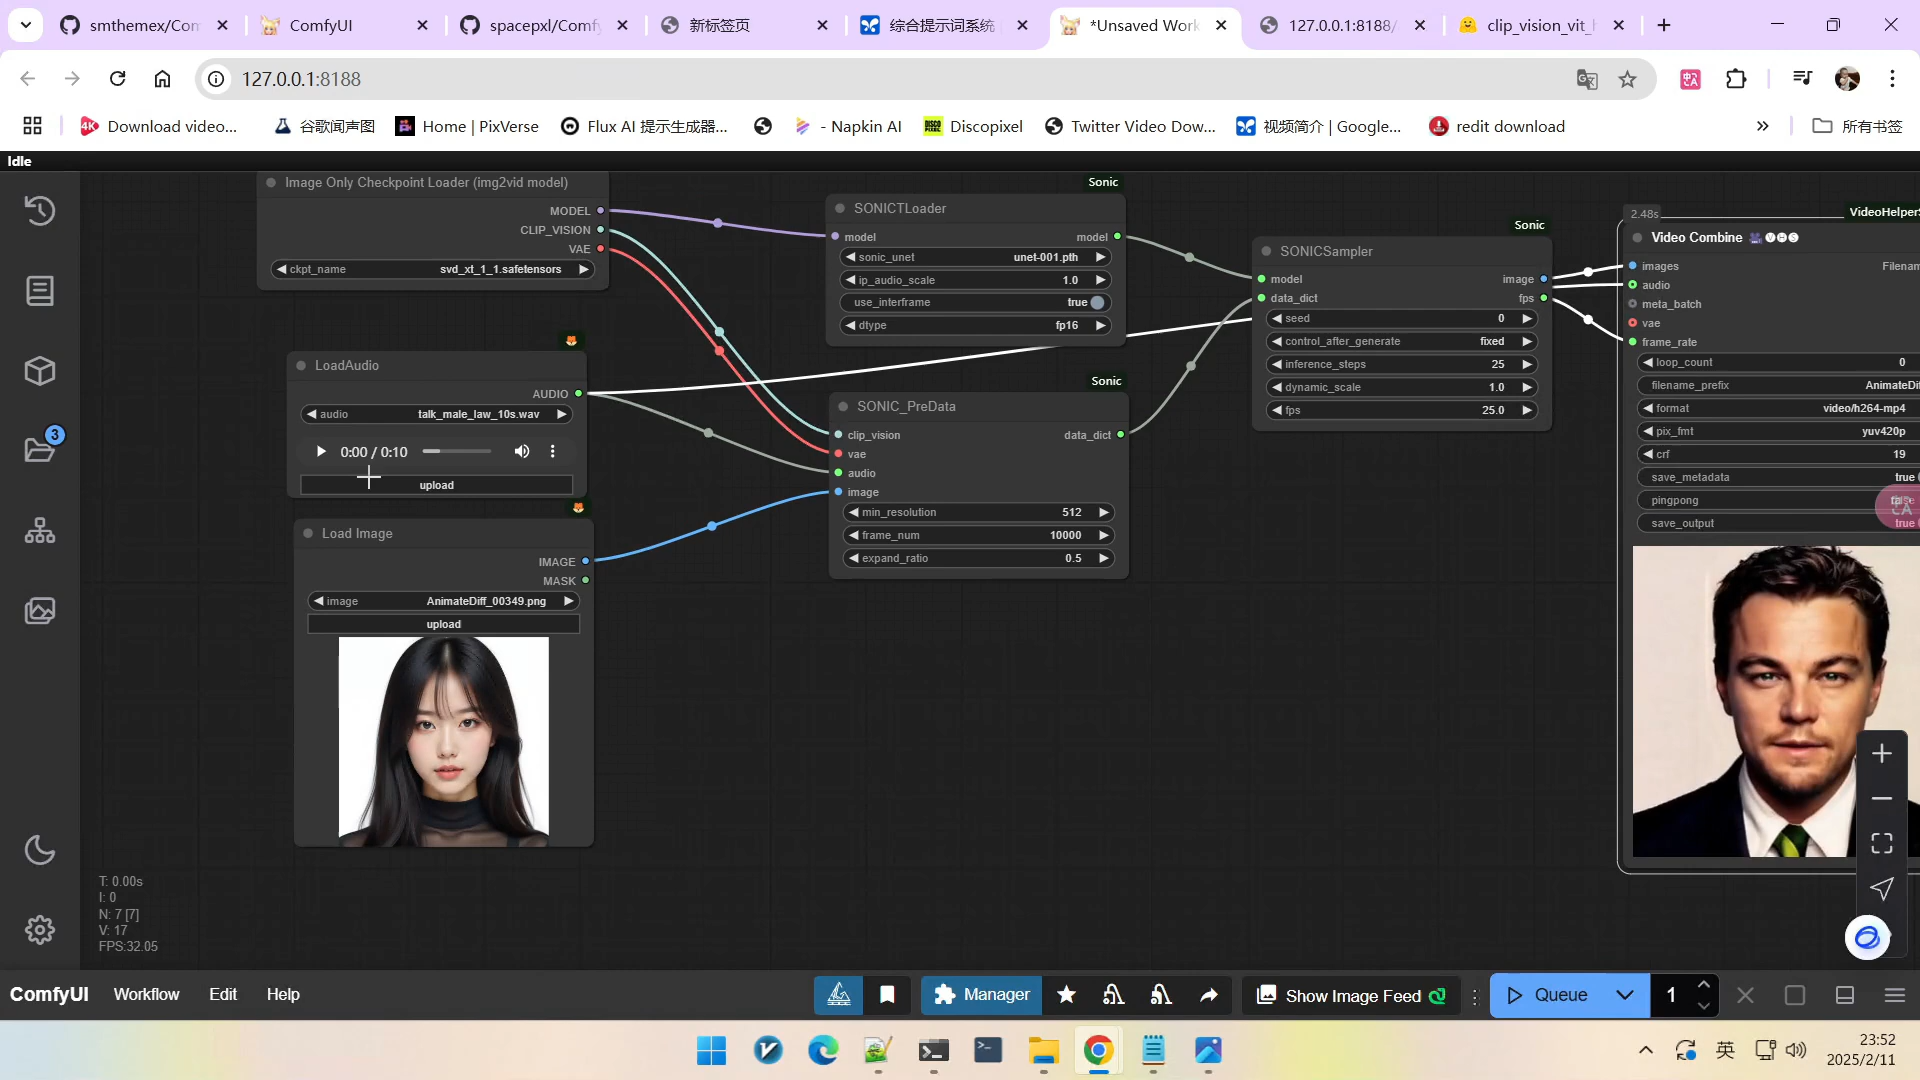 smthemex/Com
ComfyUI
spacepxl/Comfy
新标签页
综合提示词系统
*Unsaved Work
127.0.0.1:8188/
clip_vision_vit_h
127.0.0.1:8188
Download video...
谷歌闻声图
Home | PixVerse
Flux AI 提示生成器...
- Napkin AI
Discopixel
Twitter Video Dow...
视频简介 | Google...
redit download
所有书签
Idle
Image Only Checkpoint Loader (img2vid model)
MODEL
CLIP_VISION
VAE
ckpt_name svd_xt_1_1.safetensors
LoadAudio
AUDIO
audio talk_male_law_10s.wav
0:00 / 0:10
upload
Load Image
IMAGE
MASK
image AnimateDiff_00349.png
upload
Sonic
SONICTLoader
model model
sonic_unet unet-001.pth
ip_audio_scale 1.0
use_interframe true
dtype fp16
Sonic
SONIC_PreData
clip_vision data_dict
vae
audio
image
min_resolution 512
frame_num 10000
expand_ratio 0.5
Sonic
SONICSampler
model image
data_dict fps
seed 0
control_after_generate fixed
inference_steps 25
dynamic_scale 1.0
fps 25.0
2.48s
VideoHelperS
Video Combine
images Filenam
audio
meta_batch
vae
frame_rate
loop_count 0
filename_prefix AnimateDif
format video/h264-mp4
pix_fmt yuv420p
crf 19
save_metadata true
pingpong false
save_output true
3
T: 0.00s
I: 0
N: 7 [7]
V: 17
FPS:32.05
ComfyUI Workflow Edit Help
Manager
Show Image Feed
Queue
1
英
23:52
2025/2/11